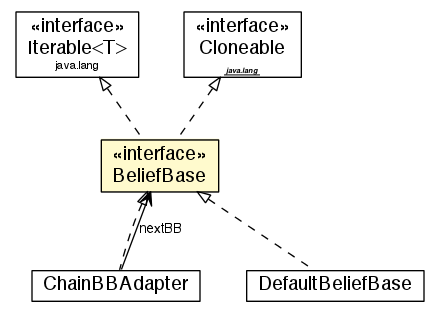 «interface»
Iterable<T>
java.lang
«interface»
Cloneable
java.lang
«interface»
BeliefBase
nextBB
ChainBBAdapter
DefaultBeliefBase